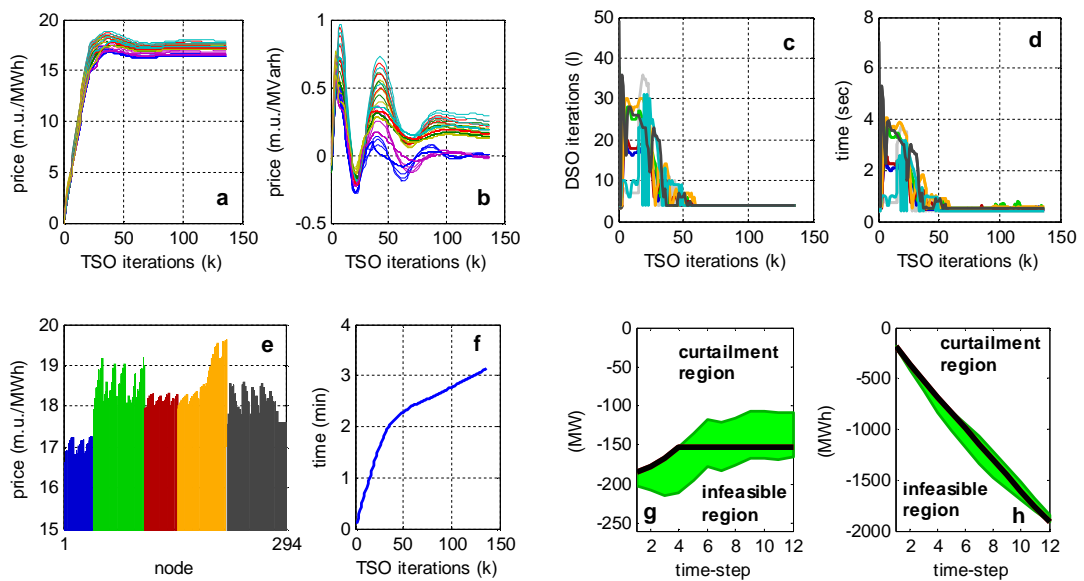 20
15
10
5
0
price (m.u./MWh)
a
0 50 100 150
TSO iterations (k)
1
0.5
0
-0.5
price (m.u./MVarh)
b
0 50 100 150
TSO iterations (k)
50
40
30
20
10
0
DSO iterations (l)
c
0 50 100 150
TSO iterations (k)
8
6
4
2
0
time (sec)
d
0 50 100 150
TSO iterations (k)
20
19
18
17
16
15
price (m.u./MWh)
e
1 294
node
4
3
2
1
0
time (min)
f
0 50 100 150
TSO iterations (k)
0
-50
-100
-150
-200
-250
(MW)
curtailment
region
infeasible
region
g
2 4 6 8 10 12
time-step
0
-500
-1000
-1500
-2000
(MWh)
curtailment
region
infeasible
region
h
2 4 6 8 10 12
time-step